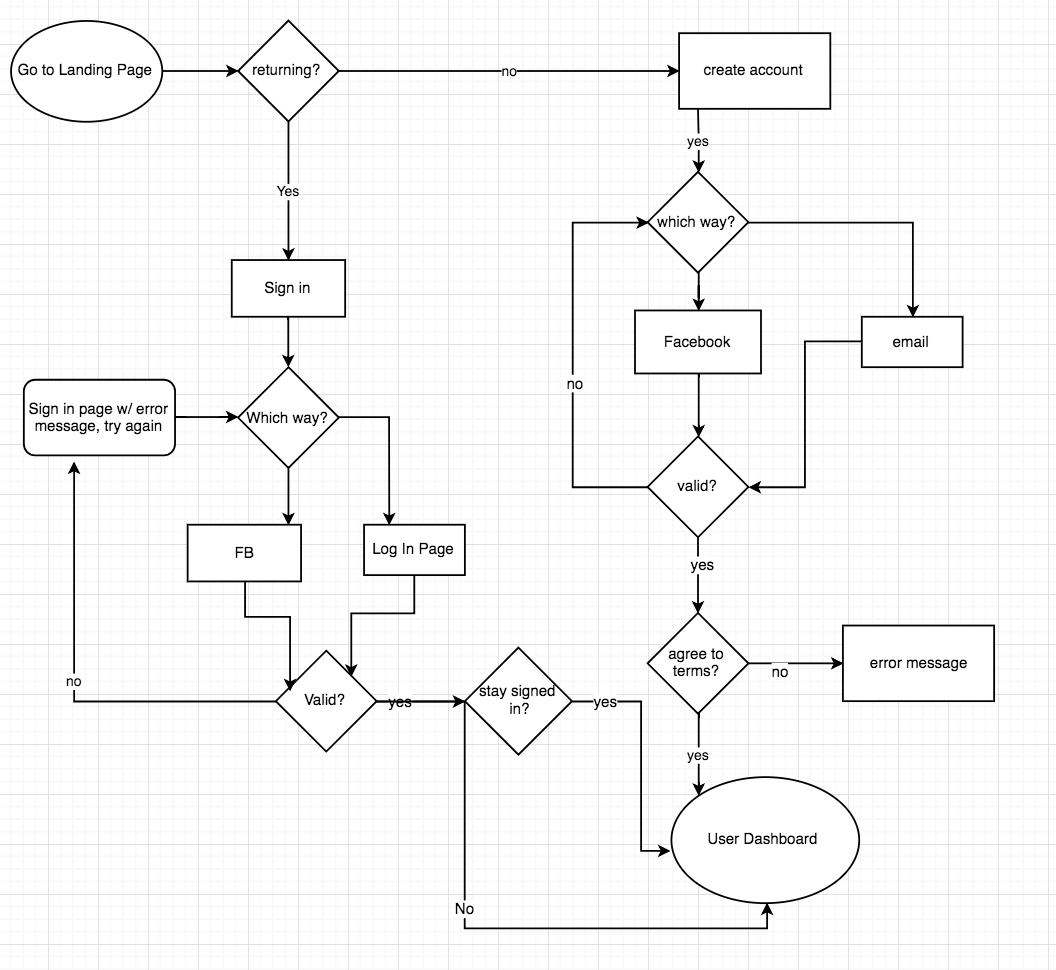 Go to Landing Page
returning?
no
create account
yes
Yes
which way?
Sign in
Facebook
email
no
Sign in page w/ error
message, try again
Which way?
valid?
FB
Log In Page
yes
agree to
terms?
no
error message
no
Valid?
yes
stay signed
in?
yes
yes
User Dashboard
No